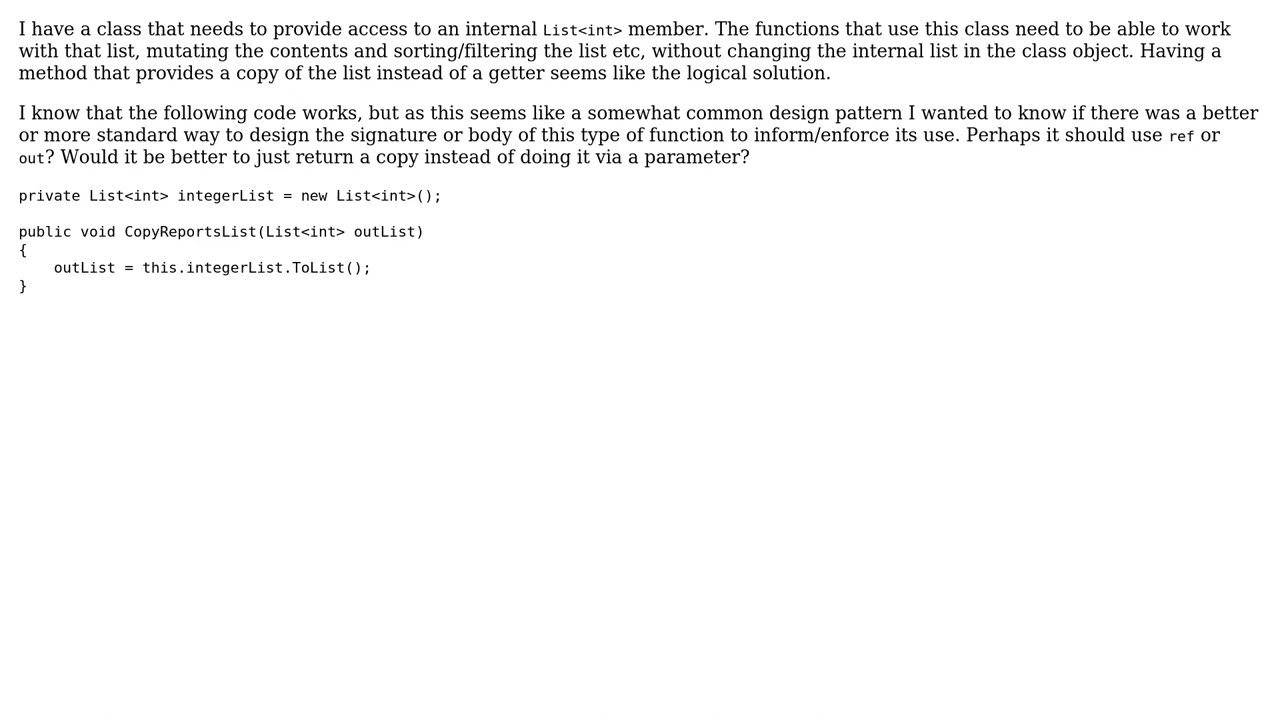 I have a class that needs to provide access to an internal List<int> member. The functions that use this class need to be able to work
with that list, mutating the contents and sorting/filtering the list etc, without changing the internal list in the class object. Having a
method that provides a copy of the list instead of a getter seems like the logical solution.
I know that the following code works, but as this seems like a somewhat common design pattern I wanted to know if there was a better
or more standard way to design the signature or body of this type of function to inform/enforce its use. Perhaps it should use ref or
out? Would it be better to just return a copy instead of doing it via a parameter?
private List<int> integerList = new List<int>();
public void CopyReportsList(List<int> outList)
{
    outList = this.integerList.ToList();
}